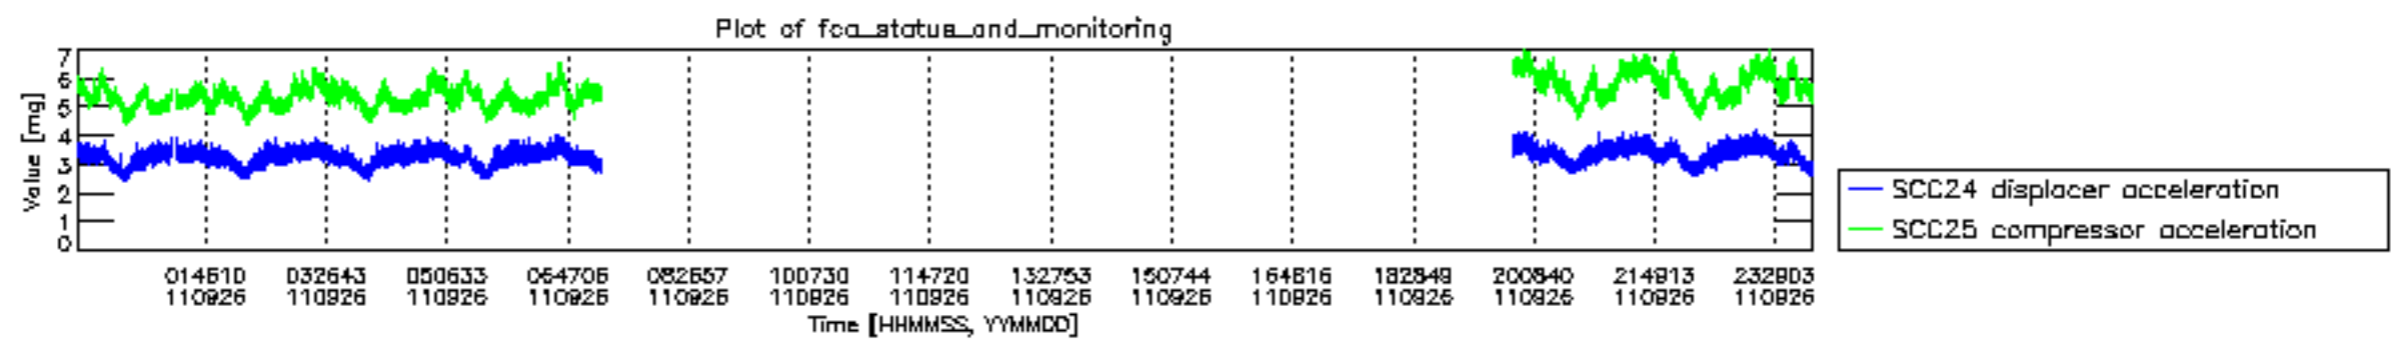 Plot of fca_status_and_monitoring
7
6
5
4
3
2
1
0
Value [mg]
014610 032643 050633 064706 082657 100730 114720 132753 150744 164816 182849 200840 214913 232903
110926 110926 110926 110926 110926 110926 110926 110926 110926 110926 110926 110926 110926 110926
Time [HHMMSS, YYMMDD]
SCC24 displacer acceleration
SCC25 compressor acceleration